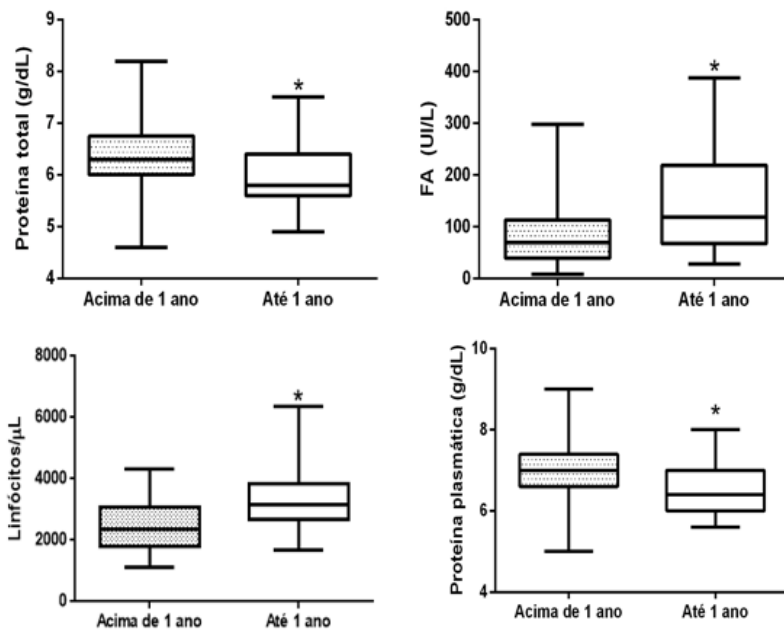 Proteína total (g/dL)
9
8
7
6
5
4
*
Acima de 1 ano
Até 1 ano
FA (UI/L)
500
400
300
200
100
0
*
Acima de 1 ano
Até 1 ano
Linfócitos/μL
8000
6000
4000
2000
0
*
Acima de 1 ano
Até 1 ano
Proteína plasmática (g/dL)
10
8
6
4
*
Acima de 1 ano
Até 1 ano